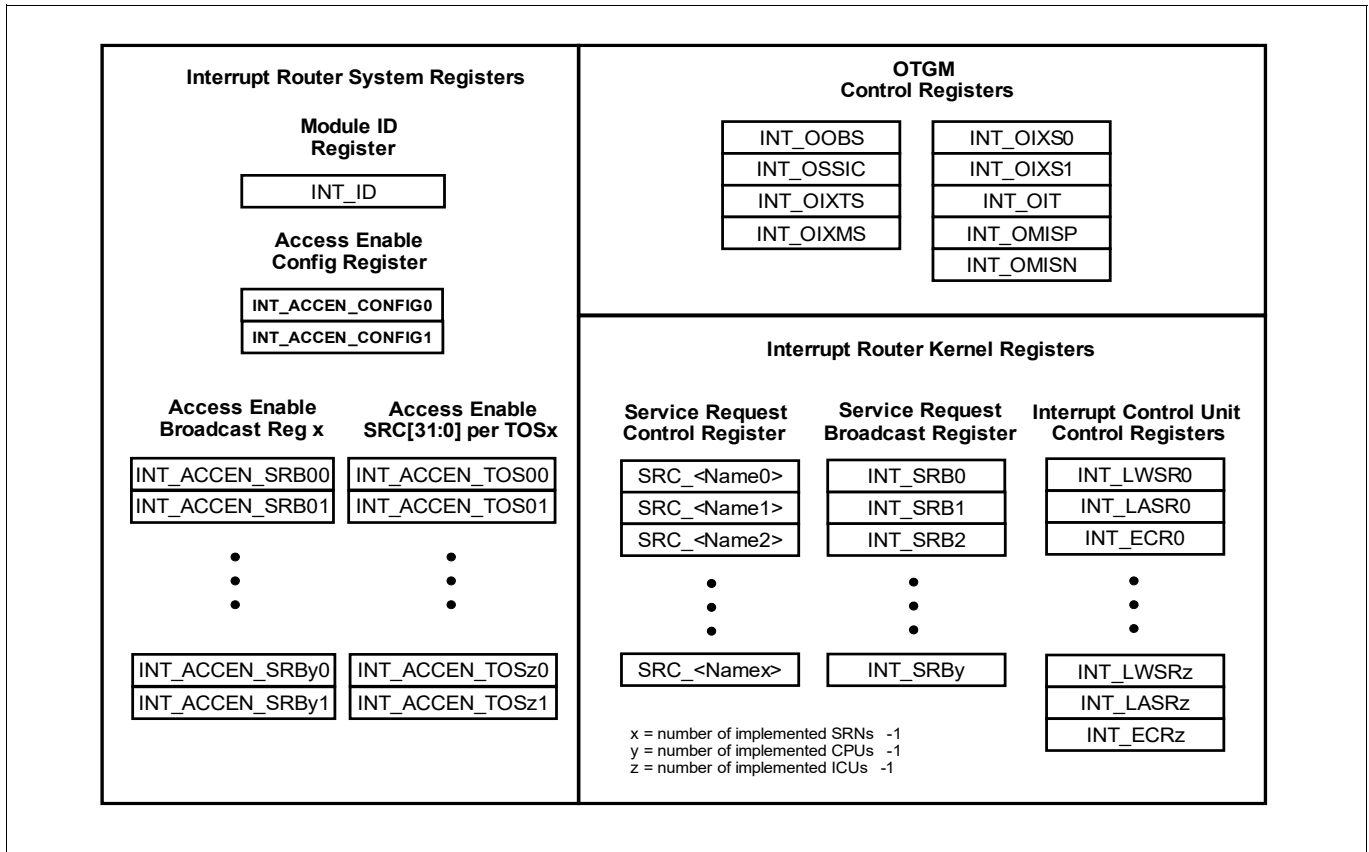 Interrupt Router System Registers
Module ID
Register
INT_ID
Access Enable
Config Register
INT_ACCEN_CONFIG0
INT_ACCEN_CONFIG1
Access Enable
Broadcast Reg x
INT_ACCEN_SRB00
INT_ACCEN_SRB01
INT_ACCEN_SRBy0
INT_ACCEN_SRBy1
Access Enable
SRC[31:0] per TOSx
INT_ACCEN_TOS00
INT_ACCEN_TOS01
INT_ACCEN_TOSz0
INT_ACCEN_TOSz1
OTGM
Control Registers
INT_OOBS
INT_OSSIC
INT_OIXTS
INT_OIXMS
INT_OIXS0
INT_OIXS1
INT_OIT
INT_OMISP
INT_OMISN
Interrupt Router Kernel Registers
Service Request
Control Register
SRC_<Name0>
SRC_<Name1>
SRC_<Name2>
SRC_<Namex>
Service Request
Broadcast Register
INT_SRB0
INT_SRB1
INT_SRB2
INT_SRBy
Interrupt Control Unit
Control Registers
INT_LWSR0
INT_LASR0
INT_ECR0
INT_LWSRz
INT_LASRz
INT_ECRz
x = number of implemented SRNs -1
y = number of implemented CPUs -1
z = number of implemented ICUs -1